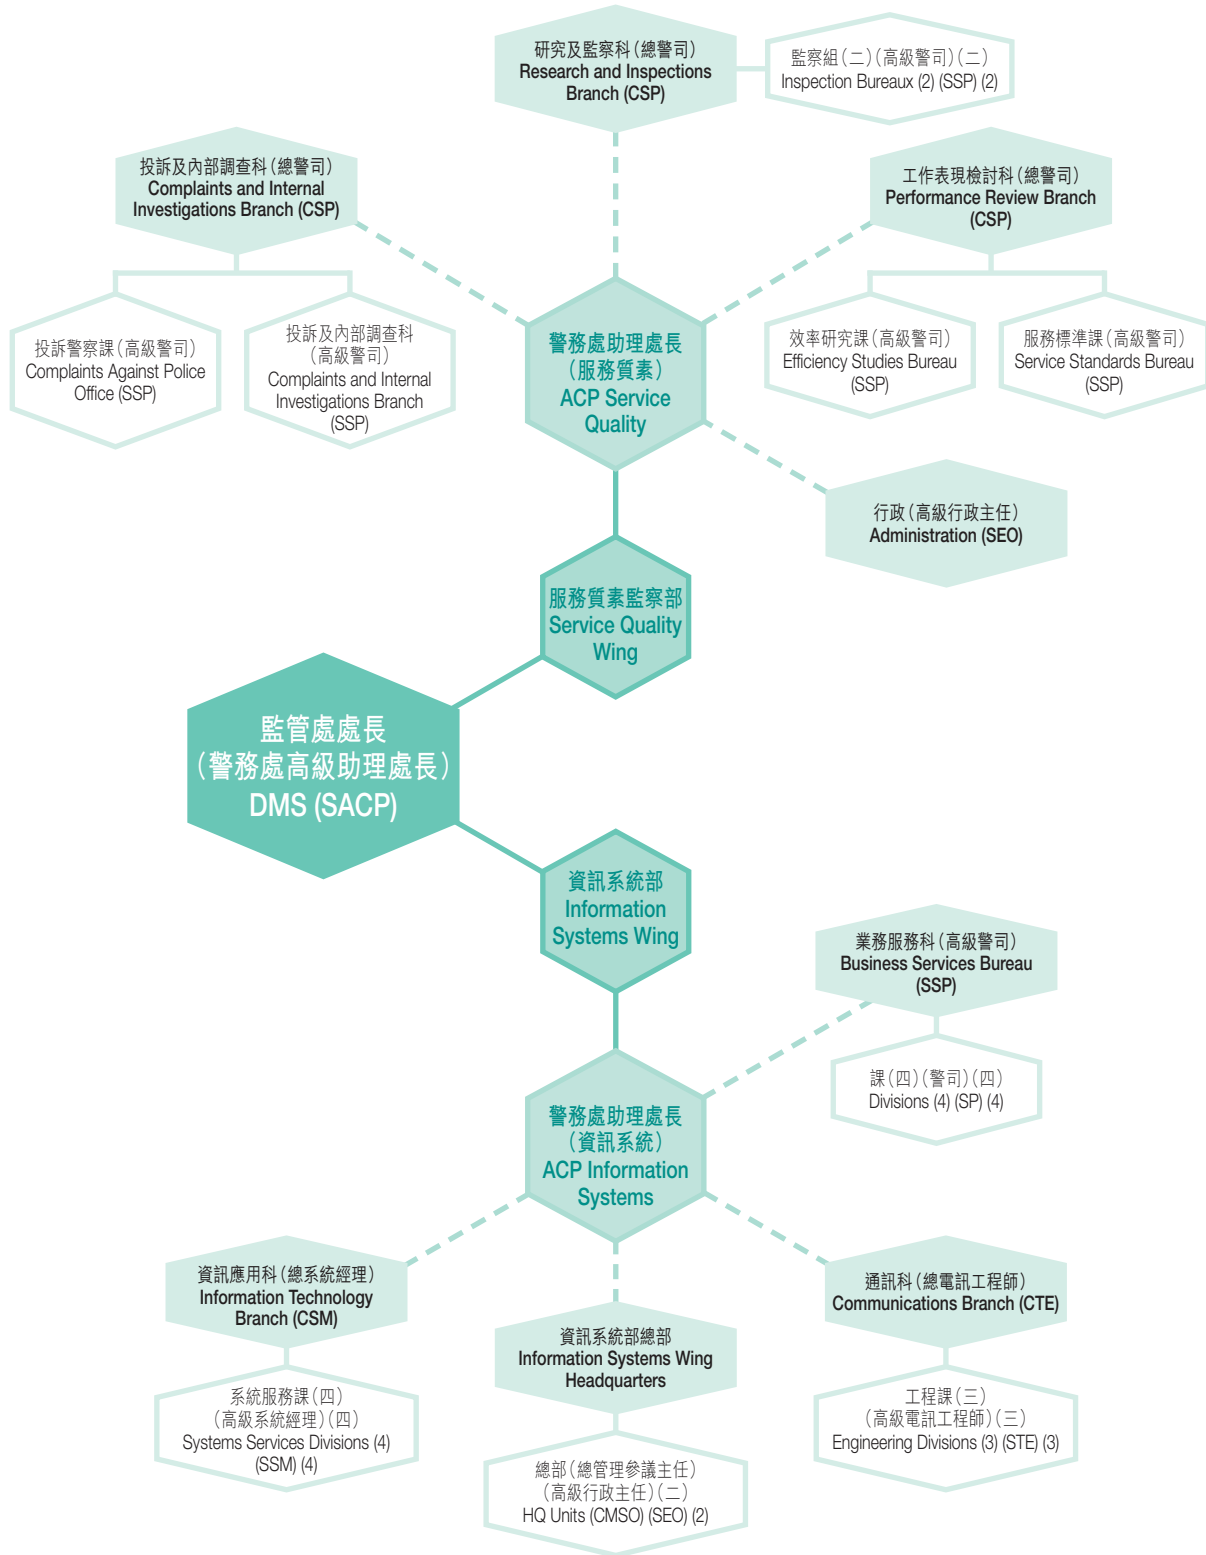 研究及監察科(總警司)
Research and Inspections
Branch (CSP)
監察組(二)(高級警司)(二)
Inspection Bureaux (2) (SSP) (2)
投訴及內部調查科(總警司)
Complaints and Internal
Investigations Branch (CSP)
工作表現檢討科(總警司)
Performance Review Branch
(CSP)
投訴警察課(高級警司)
Complaints Against Police
Office (SSP)
投訴及內部調查科
(高級警司)
Complaints and Internal
Investigations Branch
(SSP)
警務處助理處長
(服務質素)
ACP Service
Quality
效率研究課(高級警司)
Efficiency Studies Bureau
(SSP)
服務標準課(高級警司)
Service Standards Bureau
(SSP)
行政(高級行政主任)
Administration (SEO)
服務質素監察部
Service Quality
Wing
監管處處長
(警務處高級助理處長)
DMS (SACP)
資訊系統部
Information
Systems Wing
業務服務科(高級警司)
Business Services Bureau
(SSP)
課(四)(警司)(四)
Divisions (4) (SP) (4)
警務處助理處長
(資訊系統)
ACP Information
Systems
資訊應用科(總系統經理)
Information Technology
Branch (CSM)
資訊系統部總部
Information Systems Wing
Headquarters
通訊科(總電訊工程師)
Communications Branch (CTE)
系統服務課(四)
(高級系統經理)(四)
Systems Services Divisions (4)
(SSM) (4)
總部(總管理參議主任)
(高級行政主任)(二)
HQ Units (CMSO) (SEO) (2)
工程課(三)
(高級電訊工程師)(三)
Engineering Divisions (3) (STE) (3)